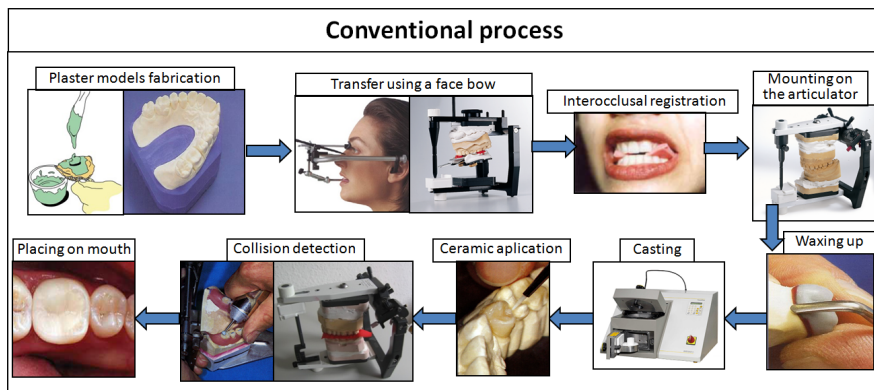 Conventional process
Plaster models fabrication
Transfer using a face bow
Interocclusal registration
Mounting on
the articulator
Waxing up
Casting
Ceramic aplication
Collision detection
Placing on mouth